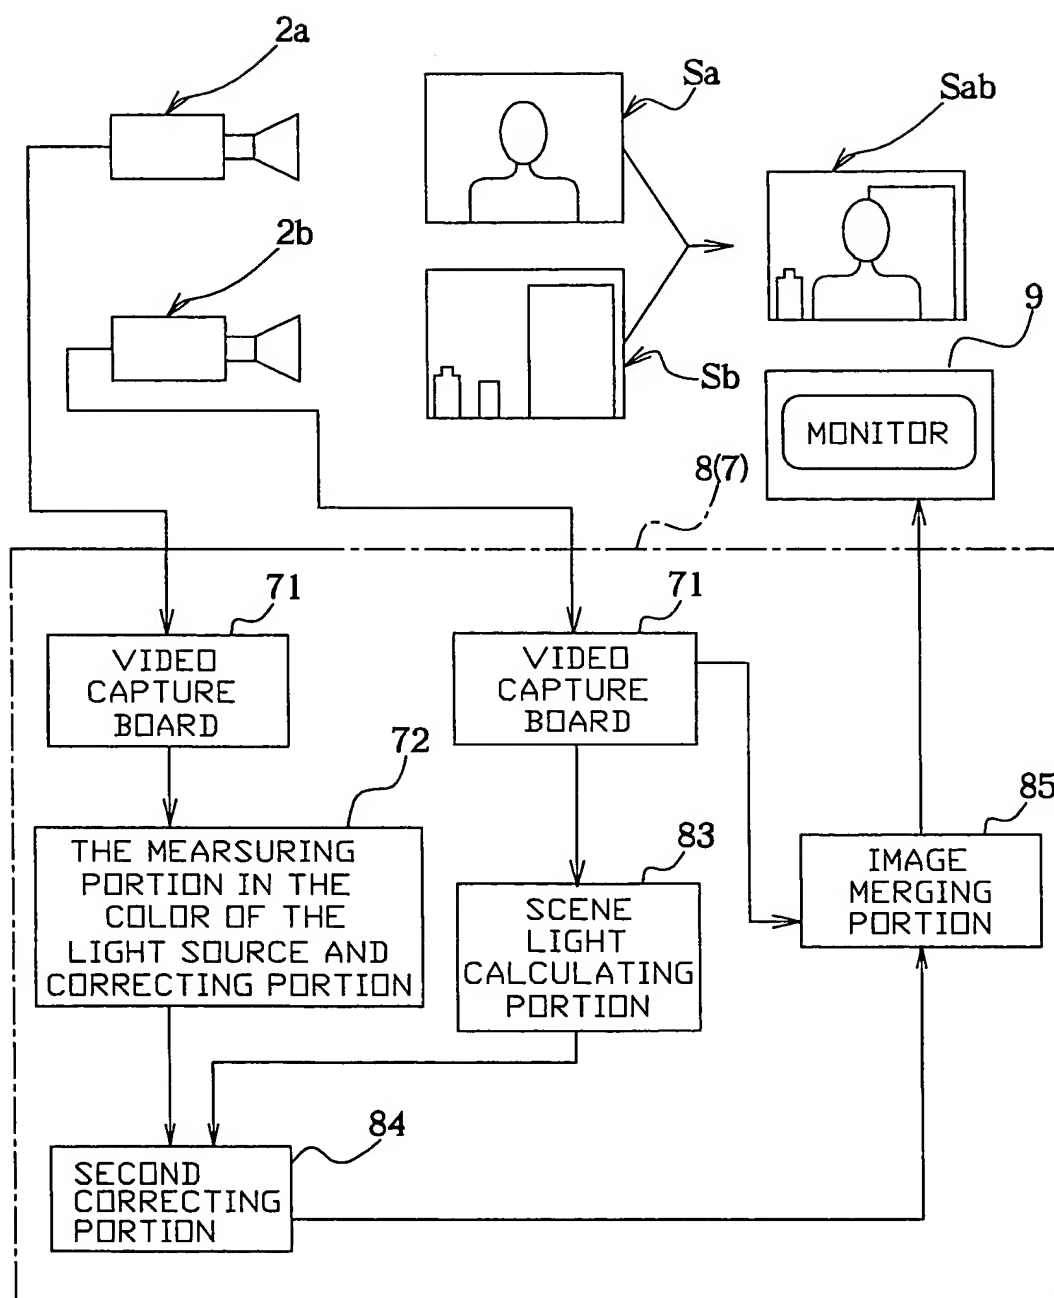 2a
Sa
Sab
2b
9
Sb
MONITOR
8(7)
71
71
VIDEO
CAPTURE
BOARD
VIDEO
CAPTURE
BOARD
72
85
83
THE MEARSURING
PORTION IN THE
COLOR OF THE
LIGHT SOURCE AND
CORRECTING PORTION
IMAGE
MERGING
PORTION
SCENE
LIGHT
CALCULATING
PORTION
84
SECOND
CORRECTING
PORTION